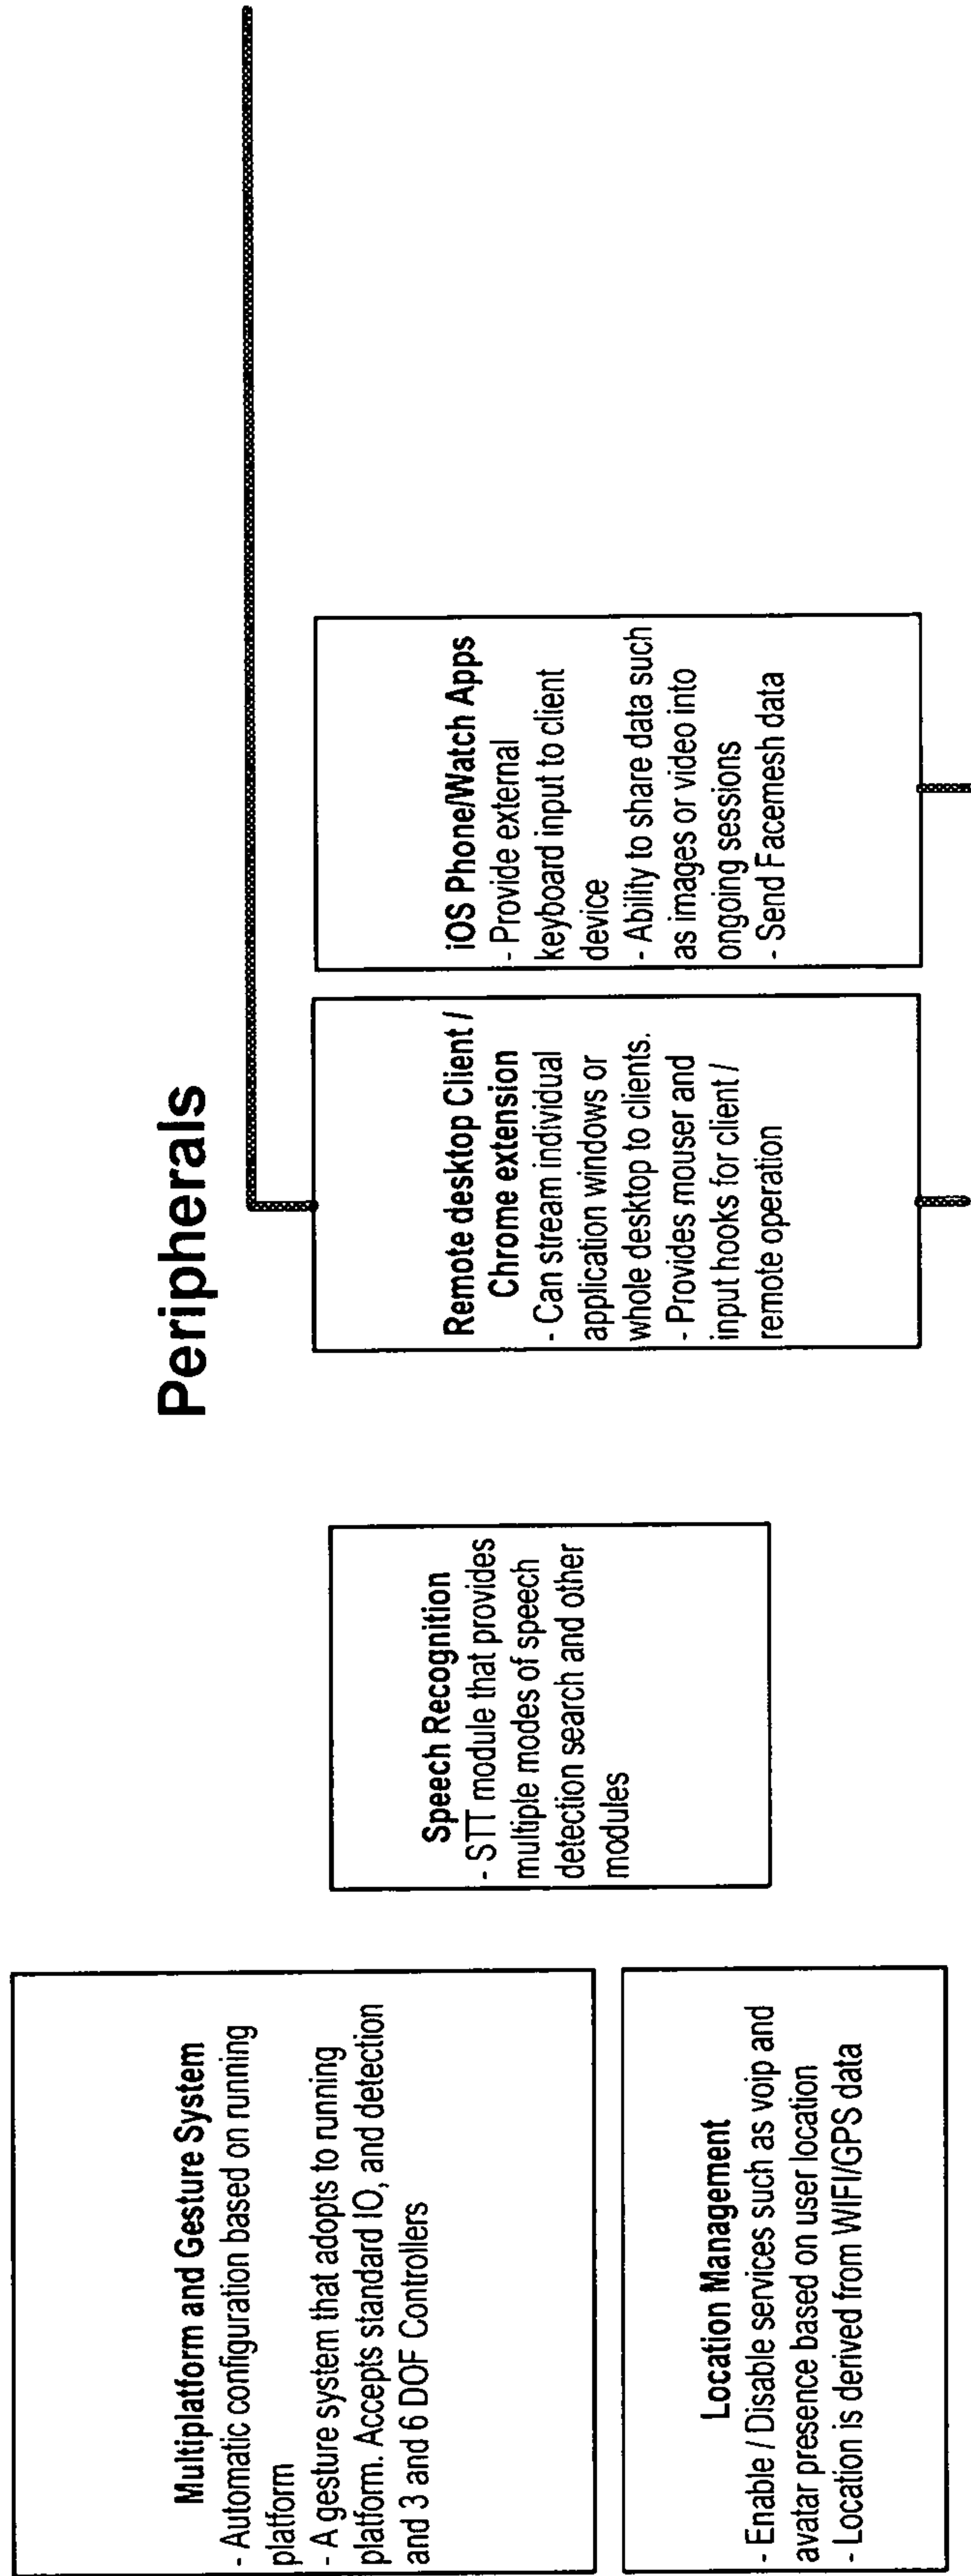 Peripherals
Multiplatform and Gesture System
- Automatic configuration based on running
platform
- A gesture system that adopts to running
platform. Accepts standard IO, and detection
and 3 and 6 DOF Controllers
Location Management
- Enable / Disable services such as voip and
avatar presence based on user location
- Location is derived from WIFI/GPS data
Speech Recognition
- STT module that provides
multiple modes of speech
detection search and other
modules
Remote desktop Client /
Chrome extension
- Can stream individual
application windows or
whole desktop to clients.
- Provides mouser and
input hooks for client /
remote operation
iOS Phone/Watch Apps
- Provide external
keyboard input to client
device
- Ability to share data such
as images or video into
ongoing sessions
- Send Facemesh data